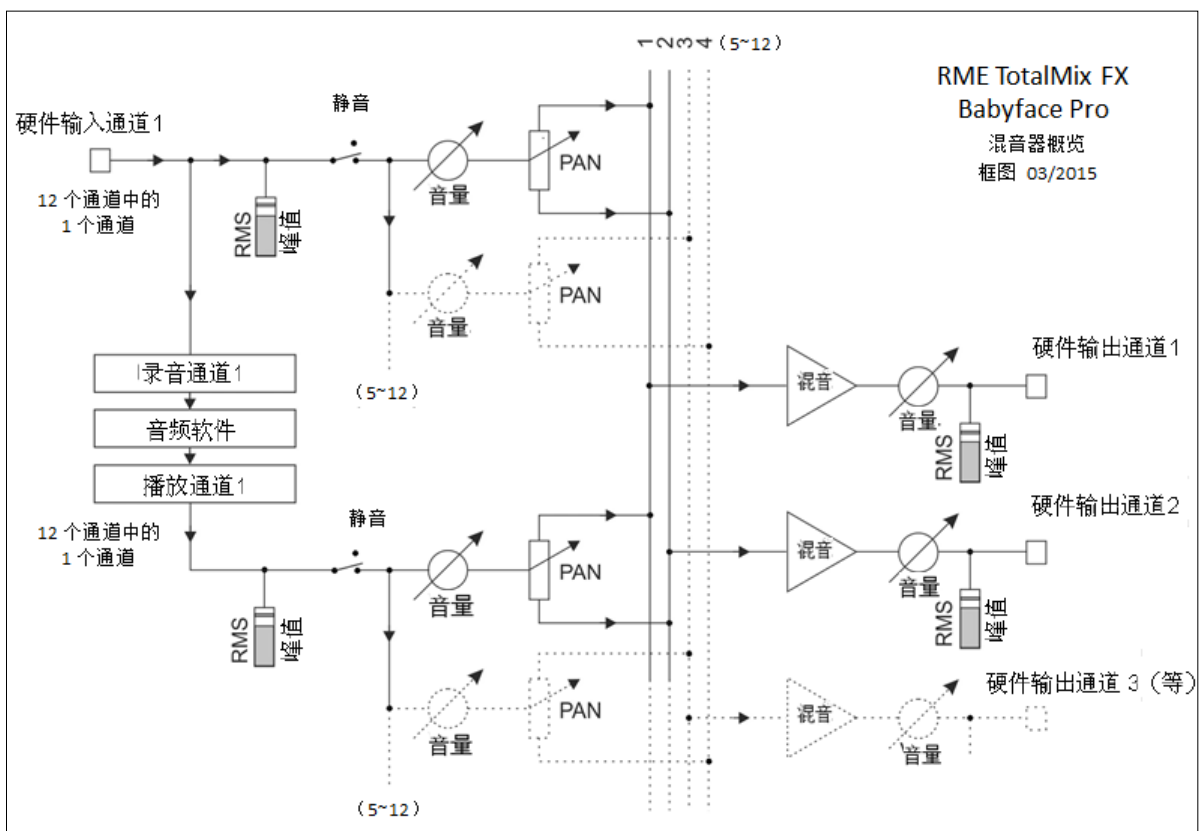 1 2 3 4 (5~12)
RME TotalMix FX
Babyface Pro
混音器概览
框图 03/2015
硬件输入通道1
静音
12 个通道中的
1 个通道
RMS
峰值
音量
PAN
音量
PAN
(5~12)
I录音通道1
音频软件
播放通道1
12 个通道中的
1 个通道
静音
RMS
峰值
音量
PAN
音量
PAN
(5~12)
混音
音量
硬件输出通道1
RMS
峰值
混音
音量
硬件输出通道2
RMS
峰值
混音
音量
硬件输出通道 3（等）